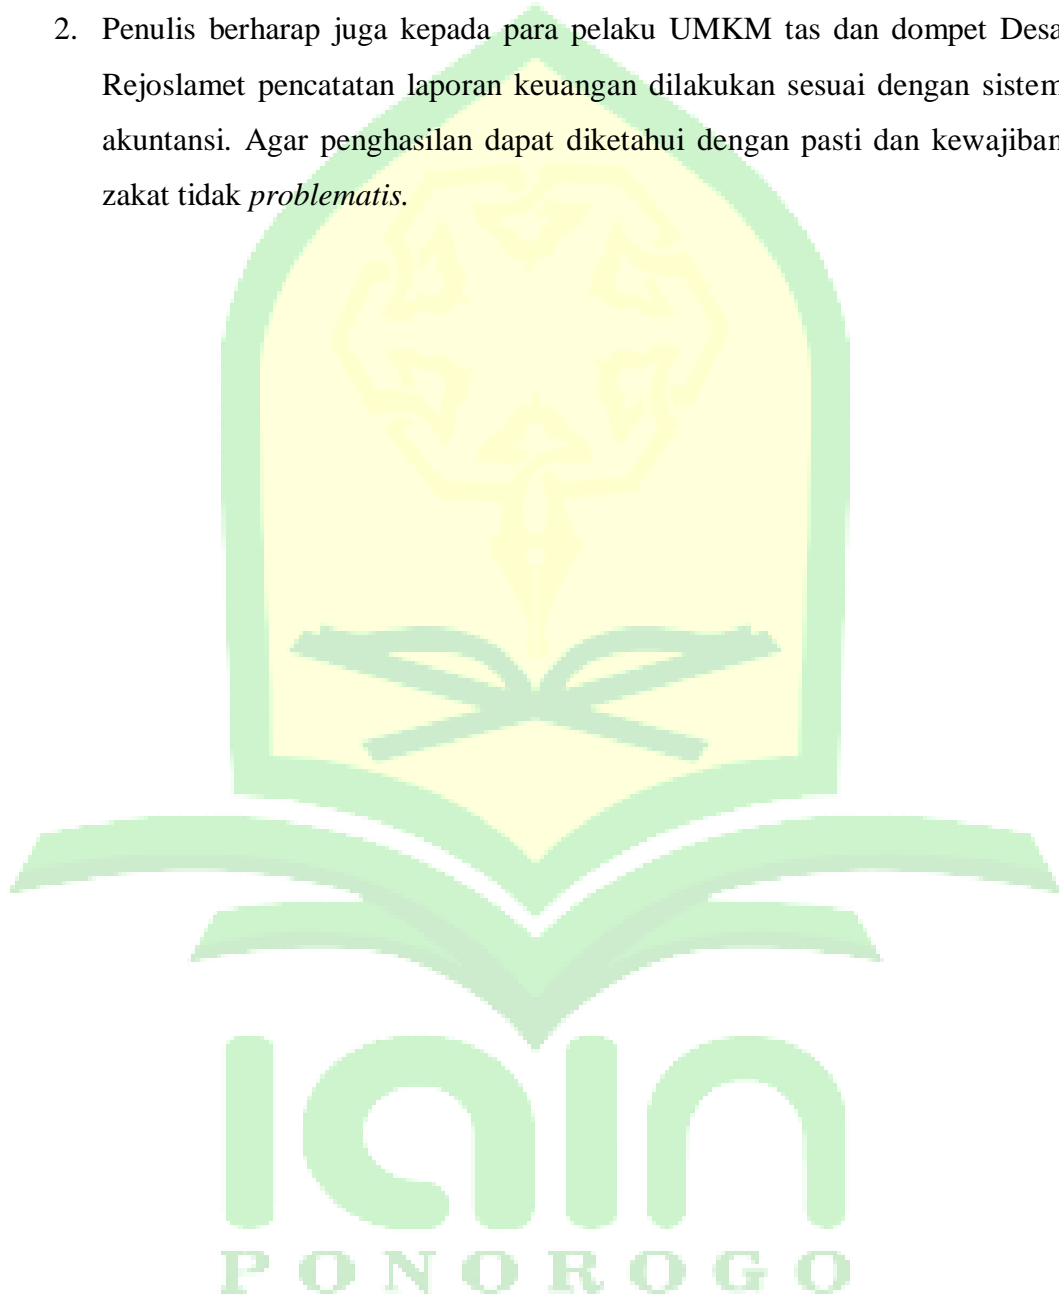 2. Penulis berharap juga kepada para pelaku UMKM tas dan dompet Desa
Rejoslamet pencatatan laporan keuangan dilakukan sesuai dengan sistem
akuntansi. Agar penghasilan dapat diketahui dengan pasti dan kewajiban
zakat tidak problematis.
iain
PONOROGO